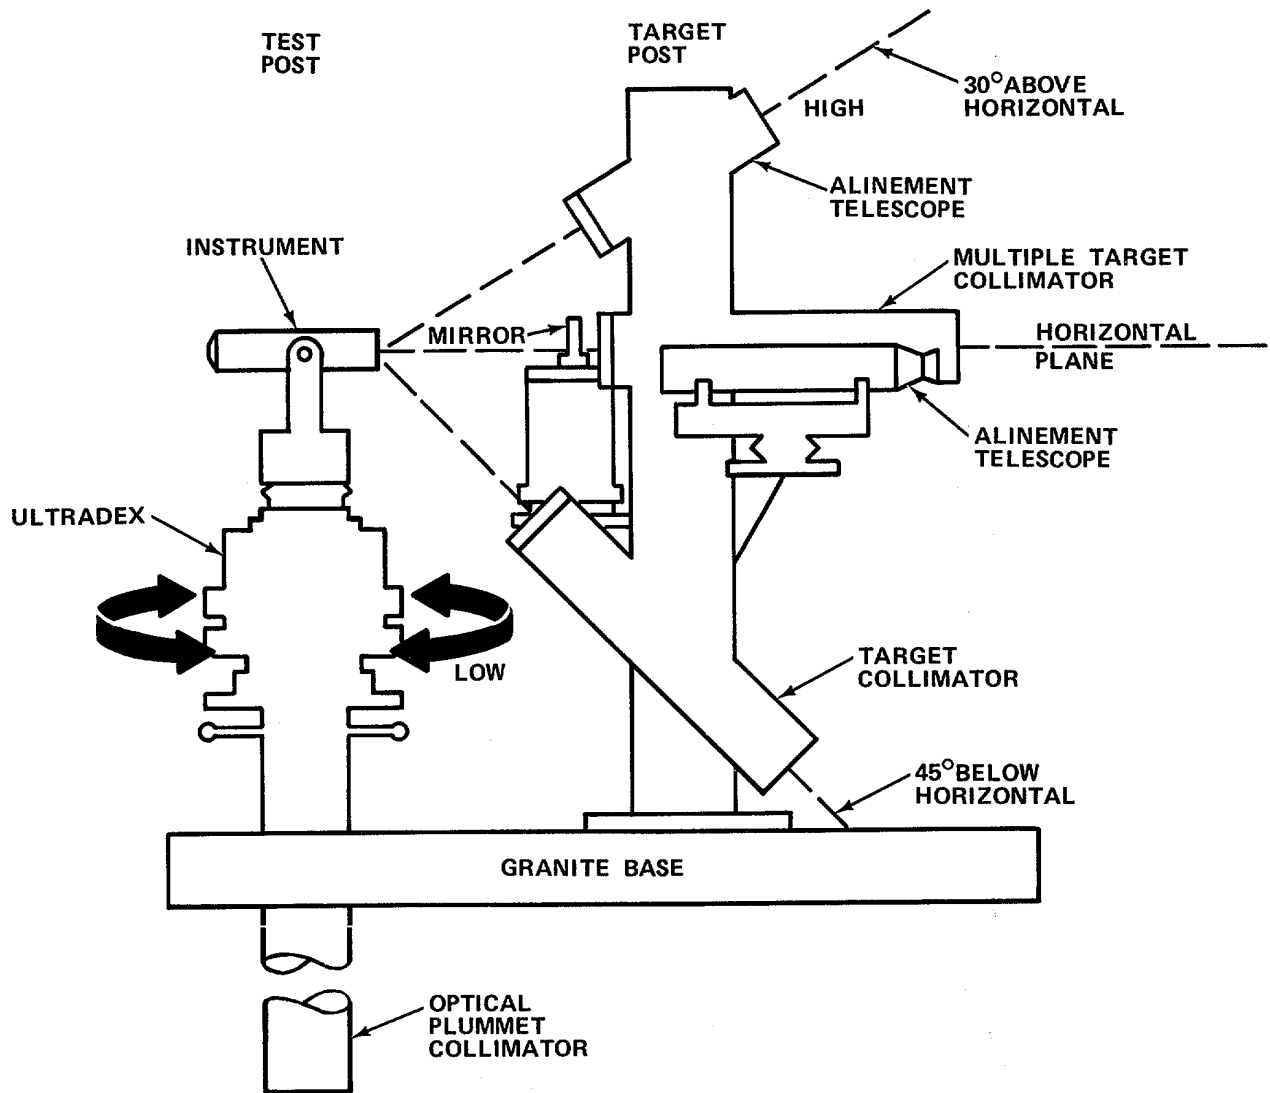 TEST
POST
TARGET
POST
30°ABOVE
HORIZONTAL
HIGH
ALINEMENT
TELESCOPE
INSTRUMENT
MULTIPLE TARGET
COLLIMATOR
MIRROR
HORIZONTAL
PLANE
ALINEMENT
TELESCOPE
ULTRADEX
LOW
TARGET
COLLIMATOR
45°BELOW
HORIZONTAL
GRANITE BASE
OPTICAL
PLUMMET
COLLIMATOR